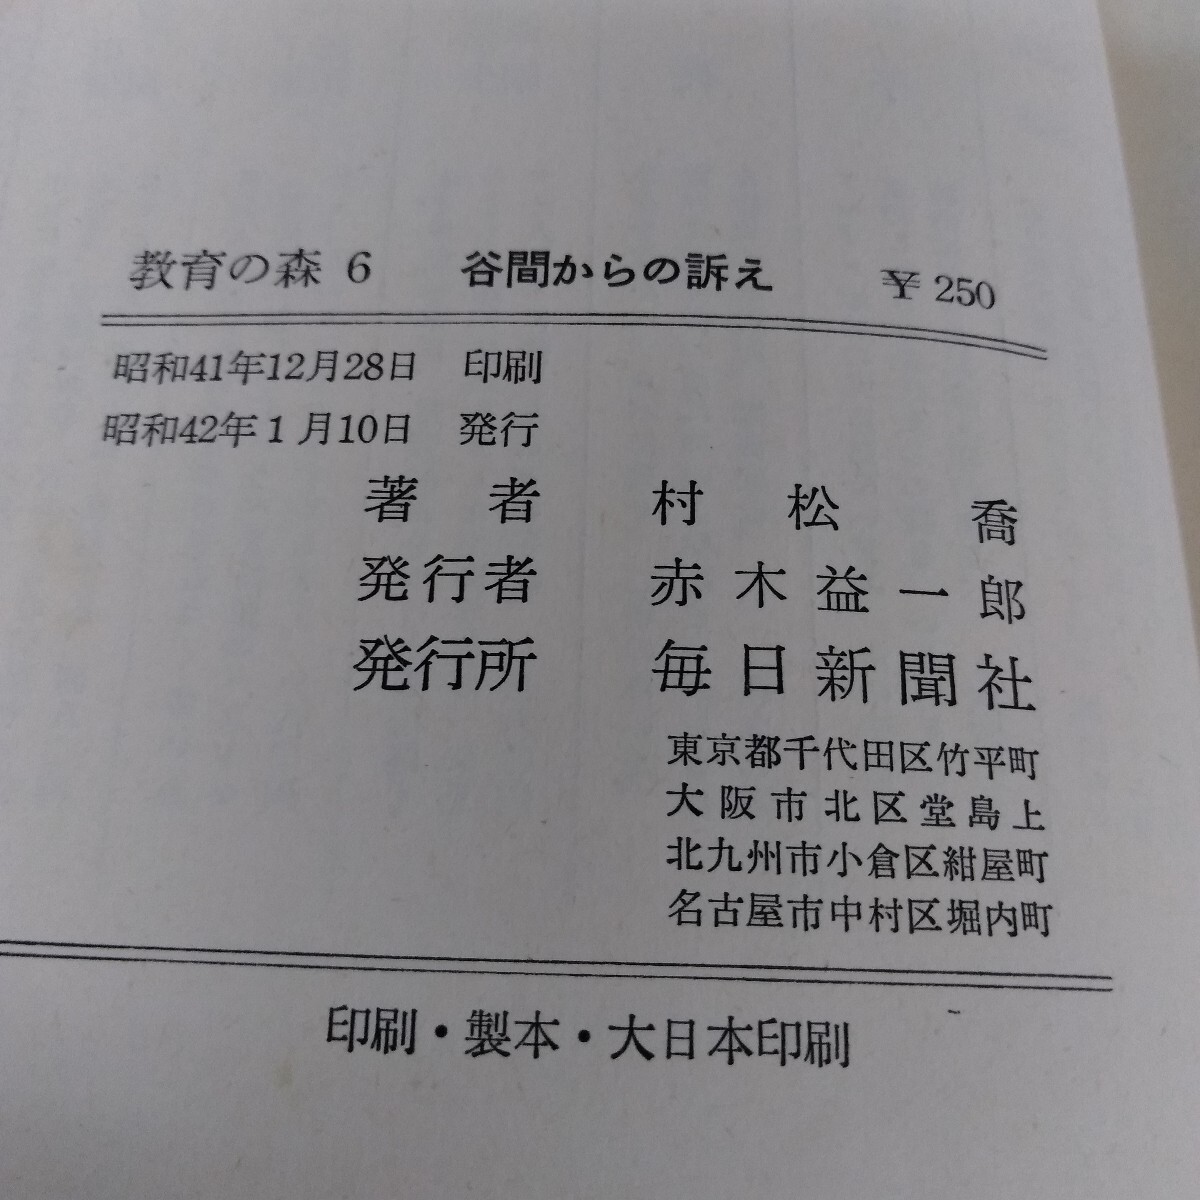 教育の森 6　谷間からの訴え　¥ 250
昭和41年12月28日　印刷
昭和42年1月10日　発行
著者　村松喬
発行者　赤木益一郎
発行所　毎日新聞社
東京都千代田区竹平町
大阪市北区堂島上
北九州市小倉区紺屋町
名古屋市中村区堀内町
印刷・製本・大日本印刷